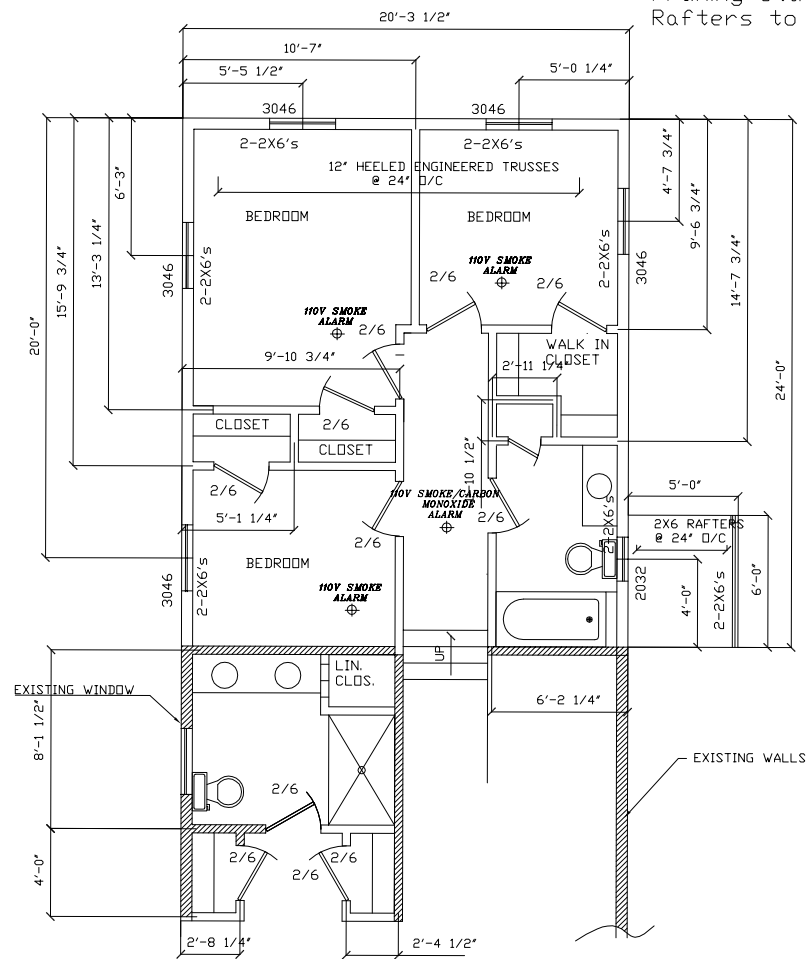 Rafters to
20'-3 1/2"
10'-7"
5'-5 1/2"
5'-0 1/4"
3046
3046
2-2X6's
2-2X6's
12" HEELED ENGINEERED TRUSSES
@ 24" O/C
6'-3"
4'-7 3/4"
BEDROOM
BEDROOM
9'-6 3/4"
13'-3 1/4"
15'-9 3/4"
14'-7 3/4"
3046
2-2X6's
2-2X6's
3046
110V SMOKE
ALARM
2/6
2/6
110V SMOKE
ALARM
2/6
20'-0"
9'-10 3/4"
WALK IN
CLOSET
2'-11 1/4"
24'-0"
CLOSET
2/6
CLOSET
-10 1/2"
2/6
110V SMOKE/CARBON
MONOXIDE
ALARM
5'-0"
5'-1 1/4"
2/6
2/6
2-2X6's
2X6 RAFTERS
@ 24" O/C
BEDROOM
3046
2-2X6's
110V SMOKE
ALARM
2032
4'-0"
2-2X6's
6'-0"
UP
LIN.
CLOS.
EXISTING WINDOW
6'-2 1/4"
8'-1 1/2"
EXISTING WALLS
2/6
2/6
2/6
2/6
4'-0"
2'-8 1/4"
2'-4 1/2"